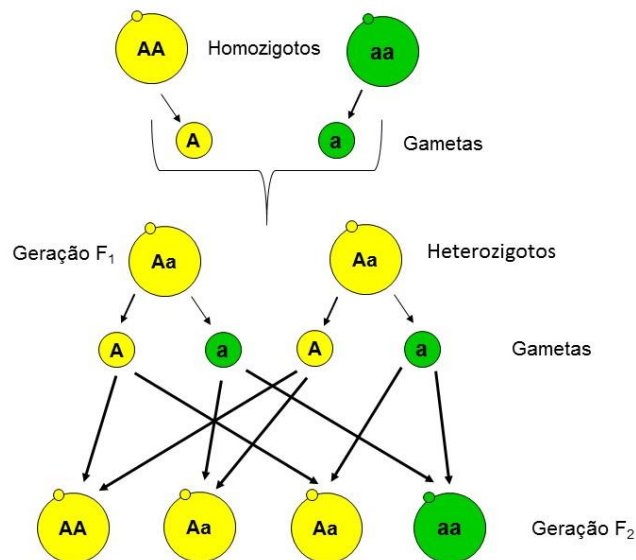 AA Homozigotos aa
A a Gametas
Geração F₁ Aa Aa Heterozigotos
A a A a Gametas
AA Aa Aa aa Geração F₂